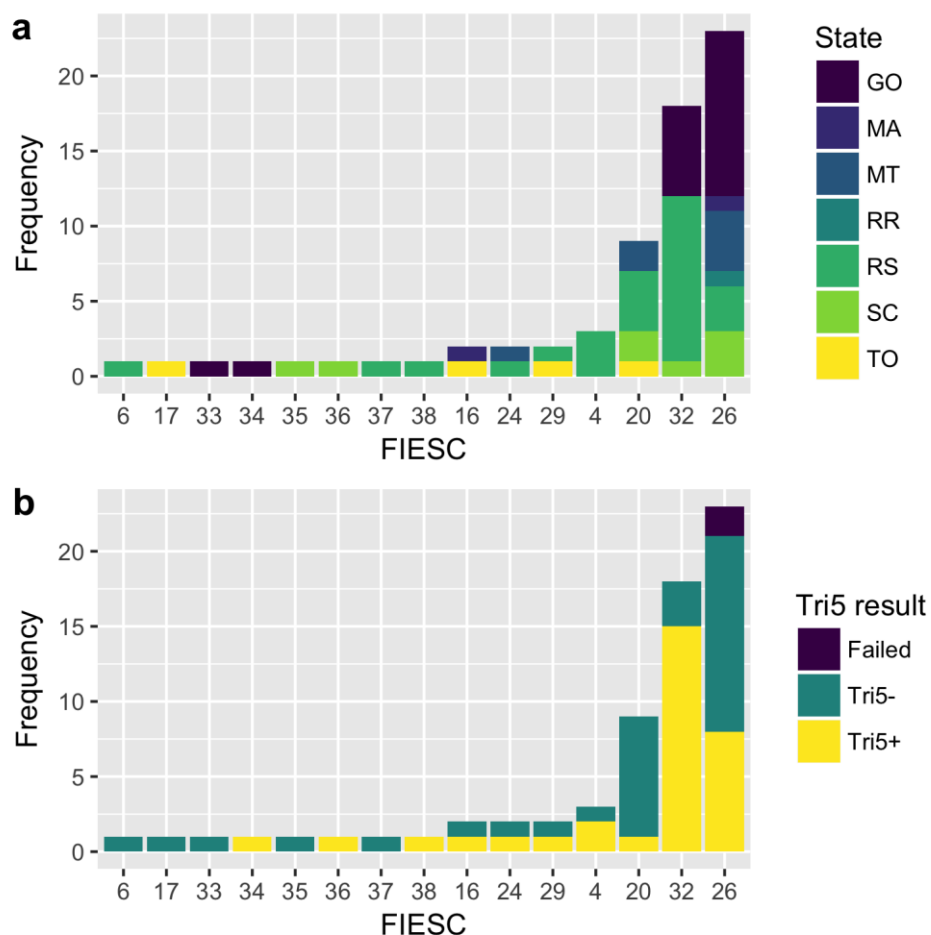 a
Frequency
20
15
10
5
0
6 17 33 34 35 36 37 38 16 24 29 4 20 32 26
FIESC
State
GO
MA
MT
RR
RS
SC
TO
b
Frequency
20
15
10
5
0
6 17 33 34 35 36 37 38 16 24 29 4 20 32 26
FIESC
Tri5 result
Failed
Tri5-
Tri5+